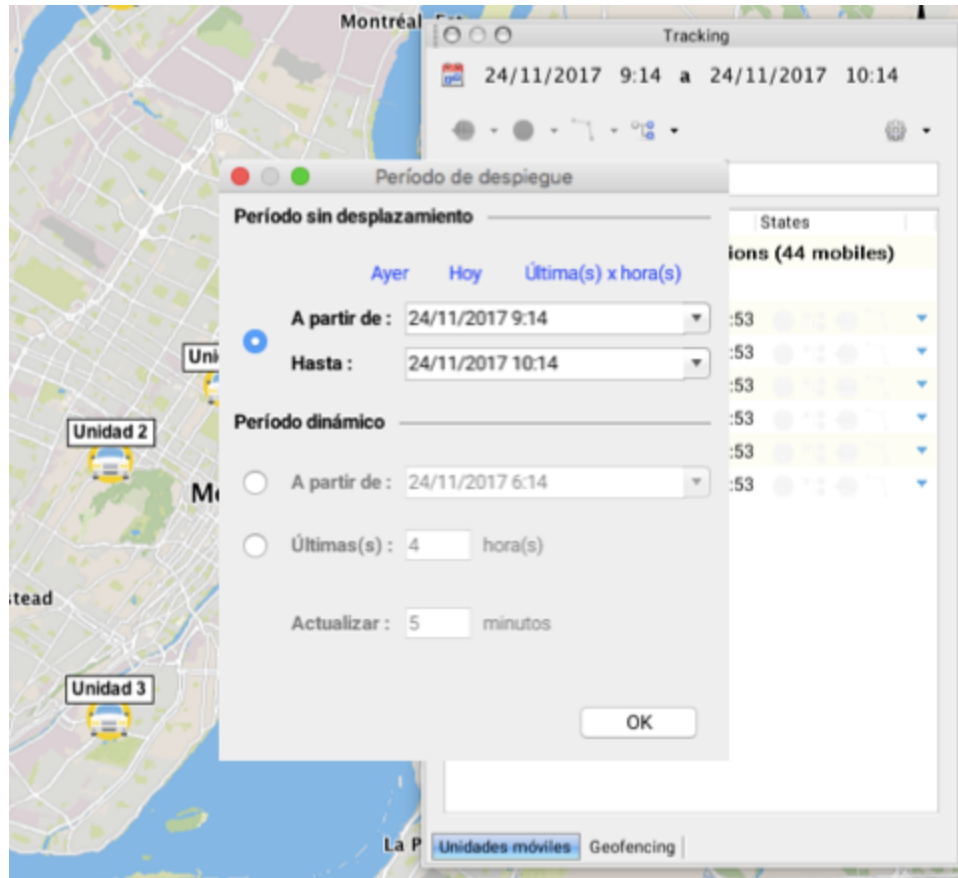 Montréal
Tracking
24/11/2017 9:14 a 24/11/2017 10:14
Período de despiegue
Período sin desplazamiento
States
ions (44 mobiles)
Ayer Hoy Última(s) x hora(s)
A partir de : 24/11/2017 9:14
:53
Hasta : 24/11/2017 10:14
:53
:53
Período dinámico
:53
Unidad 2
:53
A partir de : 24/11/2017 6:14
:53
Últimas(s) : 4 hora(s)
tead
Actualizar : 5 minutos
Unidad 3
OK
La P
Unidades móviles Geofencing